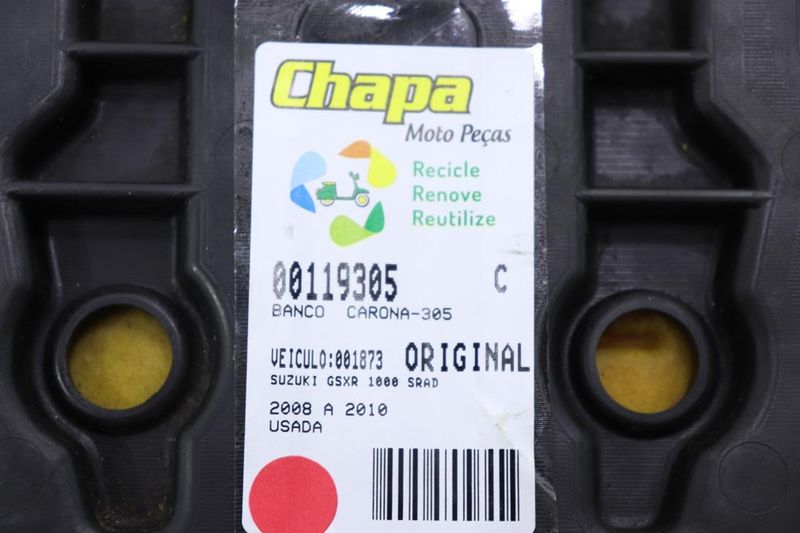 Chapa
Moto Peças
Recicle
Renove
Reutilize
00119305 C
BANCO CARONA-305
VEICULO:001873 ORIGINAL
SUZUKI GSXR 1000 SRAD
2008 A 2010
USADA